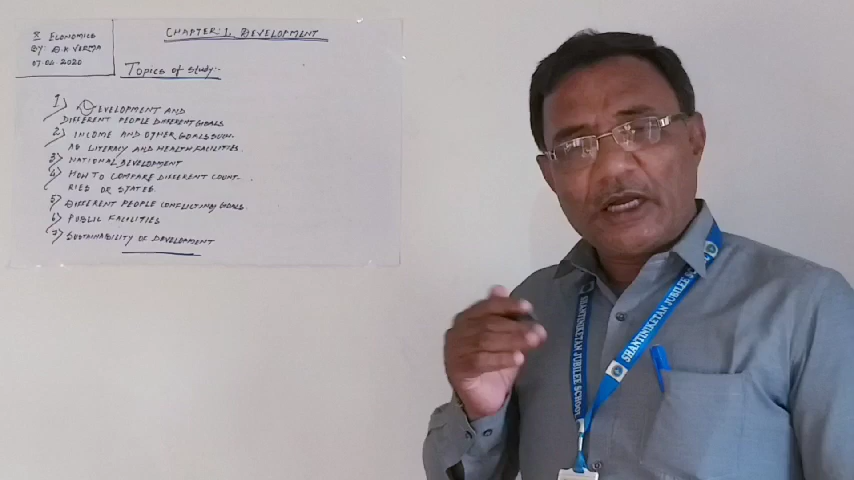 X ECONOMICS
BY: D.K VERMA
07.04.2020
CHAPTER: 1. DEVELOPMENT
Topics of Study:-
1) DEVELOPMENT AND
DIFFERENT PEOPLE DIFFERENT GOALS
2) INCOME AND OTHER GOALS SUCH
AS LITERACY AND HEALTH FACILITIES.
3) NATIONAL DEVELOPMENT
4) HOW TO COMPARE DIFFERENT COUNT-
RIES OR STATES.
5) DIFFERENT PEOPLE CONFLICTING GOALS.
6) PUBLIC FACILITIES
7) SUSTAINABILITY OF DEVELOPMENT
SHANTINIKETAN JUBILEE SCHOOL
SHANTINIKETAN JUBILEE SCHOOL